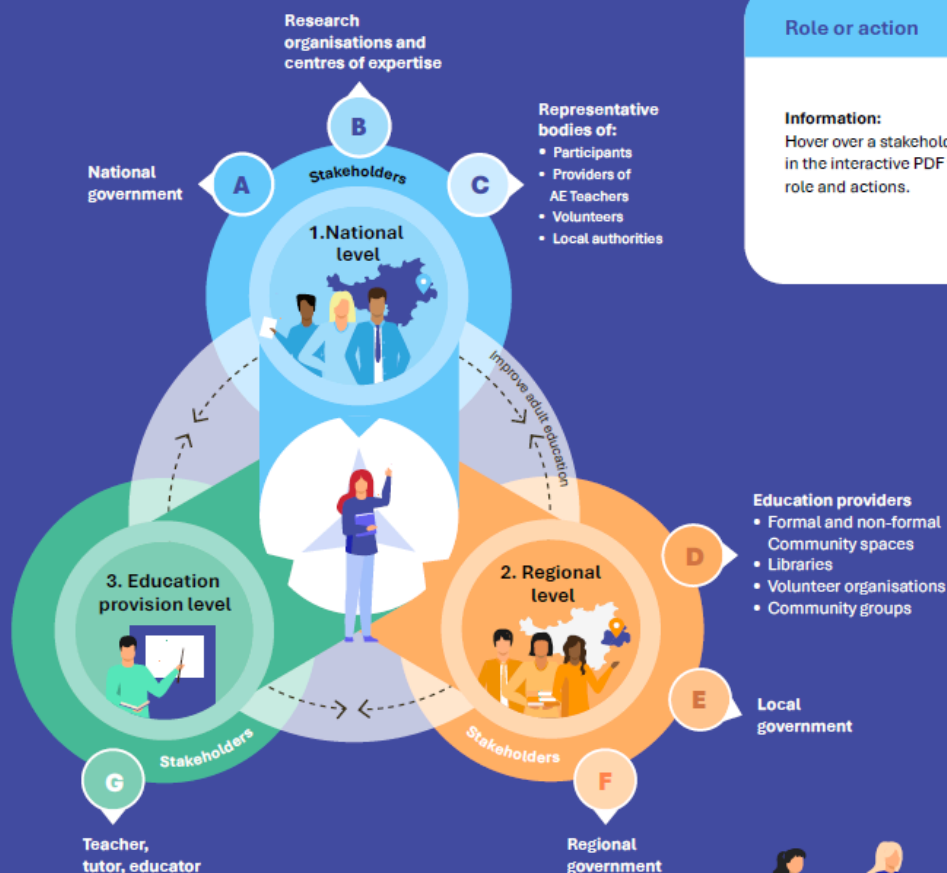 Research
organisations and
centres of expertise
B
National
government
A
Stakeholders
C
Representative
bodies of:
• Participants
• Providers of
AE Teachers
• Volunteers
• Local authorities
Role or action
Information:
Hover over a stakehold
in the interactive PDF
role and actions.
1.National
level
Improve adult education
3. Education
provision level
2. Regional
level
D
Education providers
• Formal and non-formal
Community spaces
• Libraries
• Volunteer organisations
• Community groups
E
Local
government
Stakeholders
Stakeholders
G
Teacher,
tutor, educator
F
Regional
government